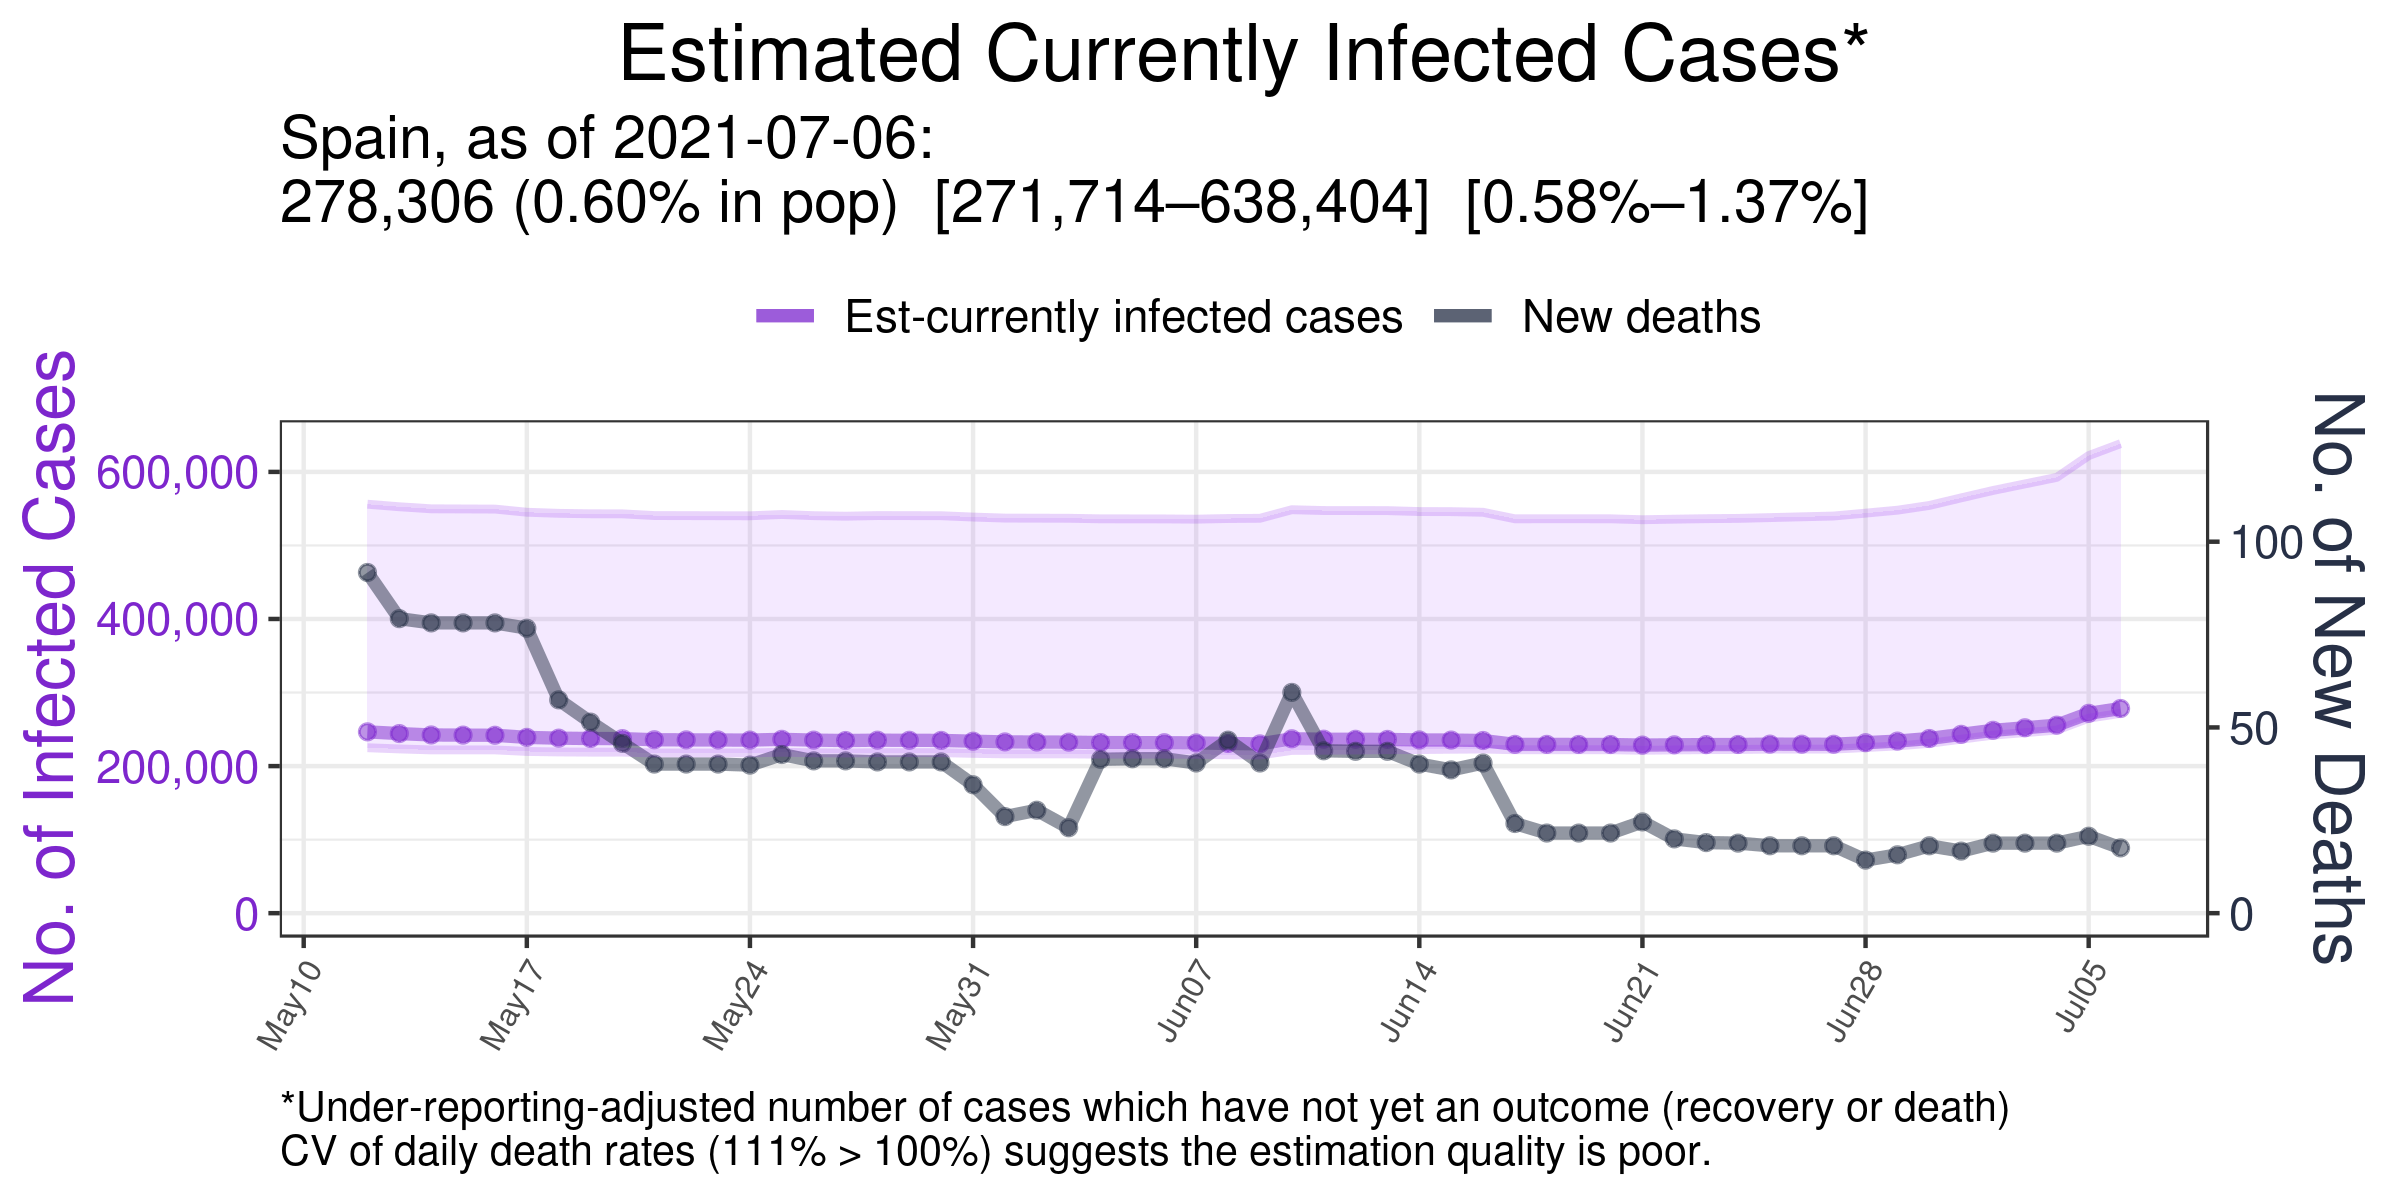 Estimated Currently Infected Cases*
Spain, as of 2021-07-06:
278,306 (0.60% in pop) [271,714–638,404] [0.58%–1.37%]
Est-currently infected cases
New deaths
No. of Infected Cases
600,000
400,000
200,000
0
No. of New Deaths
100
50
0
May10
May17
May24
May31
Jun07
Jun14
Jun21
Jun28
Jul05
*Under-reporting-adjusted number of cases which have not yet an outcome (recovery or death)
CV of daily death rates (111% > 100%) suggests the estimation quality is poor.